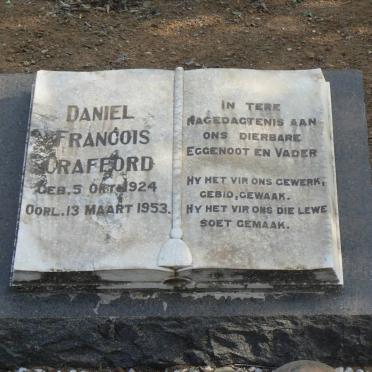 DANIEL
FRANCOIS
CRAFFORD
GEB. 5 OKT. 1924
OORL. 13 MAART 1953.
IN TERE
NAGEDAGTENIS AAN
ONS DIERBARE
EGGENOOT EN VADER
HY HET VIR ONS GEWERK,
GEBID, GEWAAK.
HY HET VIR ONS DIE LEWE
SOET GEMAAK.